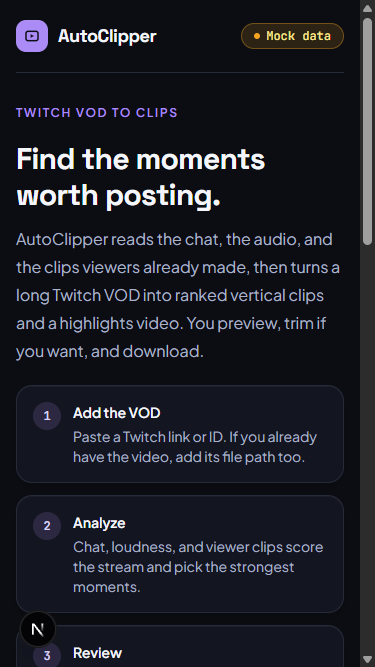 AutoClipper
Mock data
TWITCH VOD TO CLIPS
Find the moments
worth posting.
AutoClipper reads the chat, the audio, and
the clips viewers already made, then turns a
long Twitch VOD into ranked vertical clips
and a highlights video. You preview, trim if
you want, and download.
1
Add the VOD
Paste a Twitch link or ID. If you already
have the video, add its file path too.
2
Analyze
Chat, loudness, and viewer clips score
the stream and pick the strongest
moments.
N
3
Review